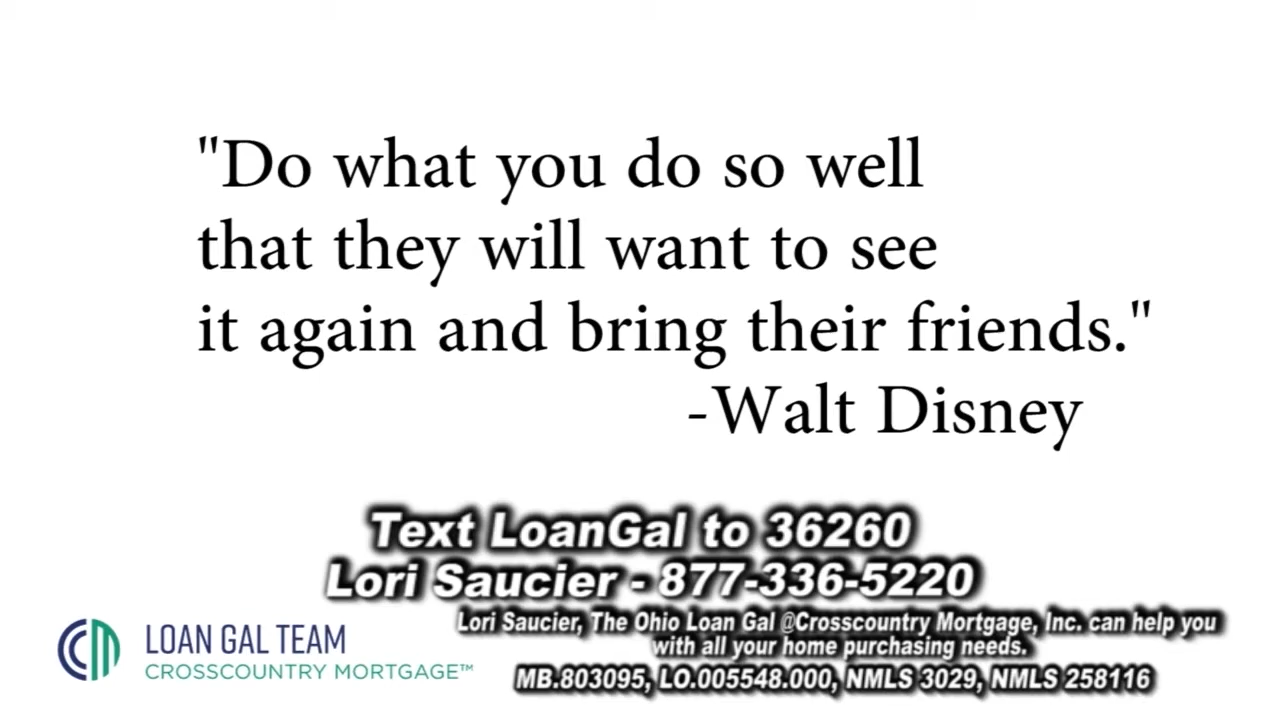 "Do what you do so well
that they will want to see
it again and bring their friends."
-Walt Disney
Text LoanGal to 36260
Lori Saucier - 877-336-5220
Lori Saucier, The Ohio Loan Gal @Crosscountry Mortgage, Inc. can help you
with all your home purchasing needs.
MB.803095, LO.005548.000, NMLS 3029, NMLS 258116
CM
LOAN GAL TEAM
CROSSCOUNTRY MORTGAGE™